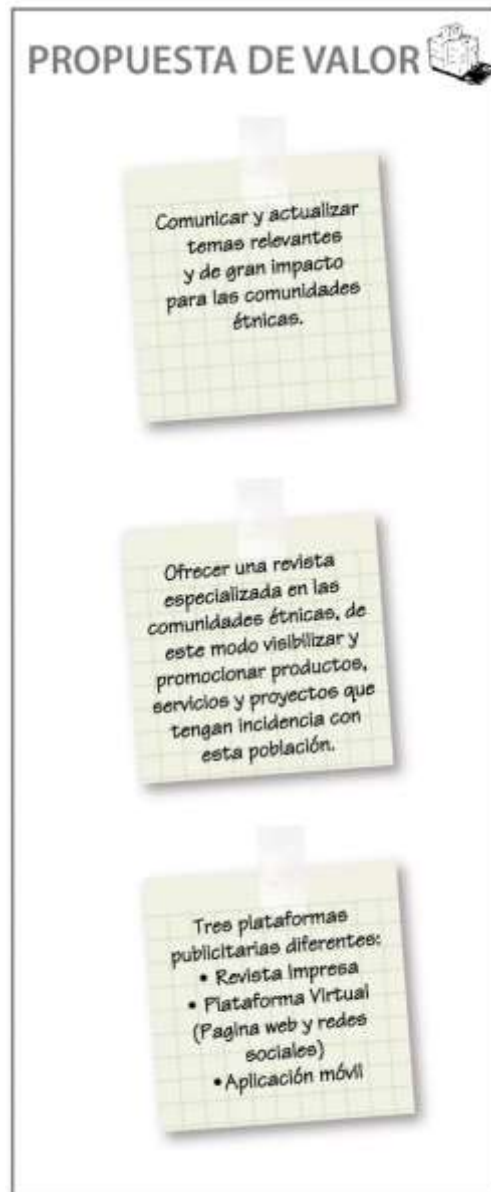 PROPUESTA DE VALOR
Comunicar y actualizar
temas relevantes
y de gran impacto
para las comunidades
étnicas.
Ofrecer una revista
especializada en las
comunidades étnicas, de
este modo visibilizar y
promocionar productos,
servicios y proyectos que
tengan incidencia con
esta población.
Tres plataformas
publicitarias diferentes:
• Revista Impresa
• Plataforma Virtual
(Pagina web y redes
sociales)
• Aplicación móvil